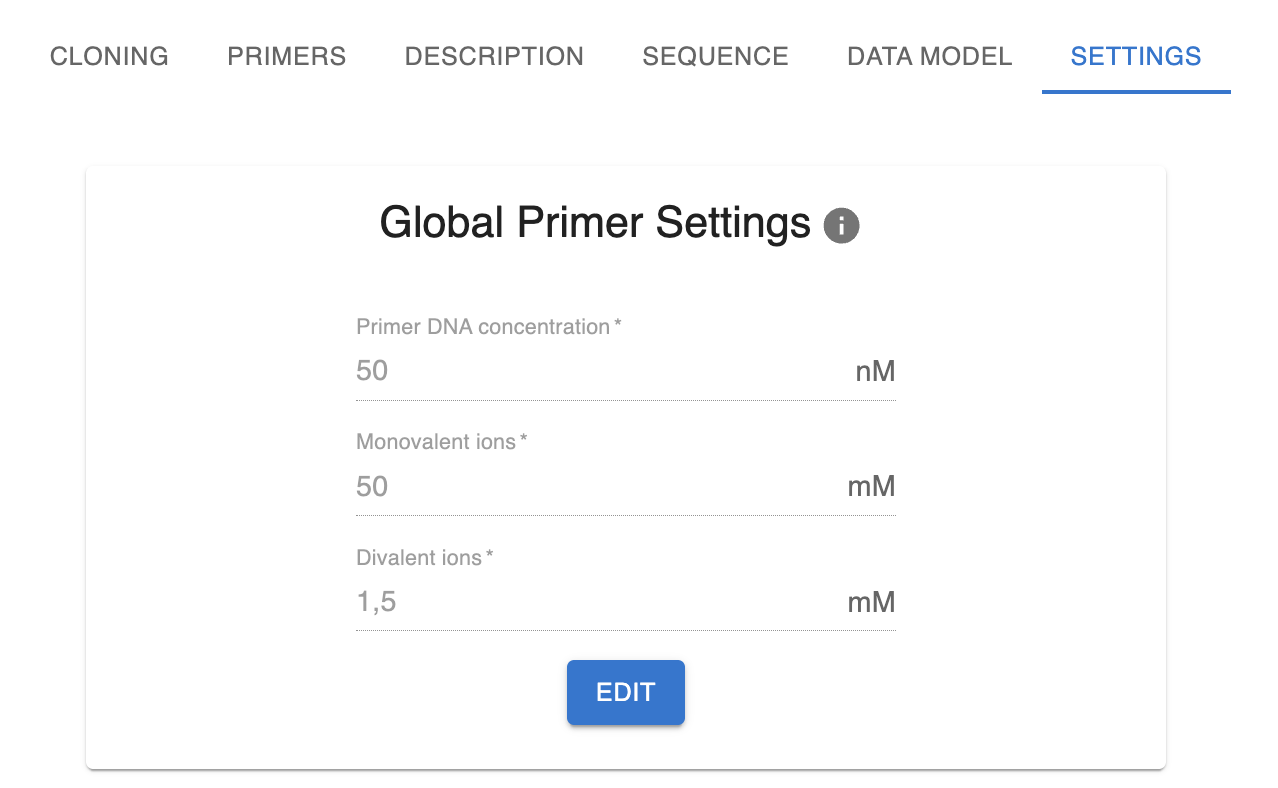 CLONING PRIMERS DESCRIPTION SEQUENCE DATA MODEL SETTINGS
Global Primer Settings i
Primer DNA concentration *
50 nM
Monovalent ions *
50 mM
Divalent ions *
1,5 mM
EDIT